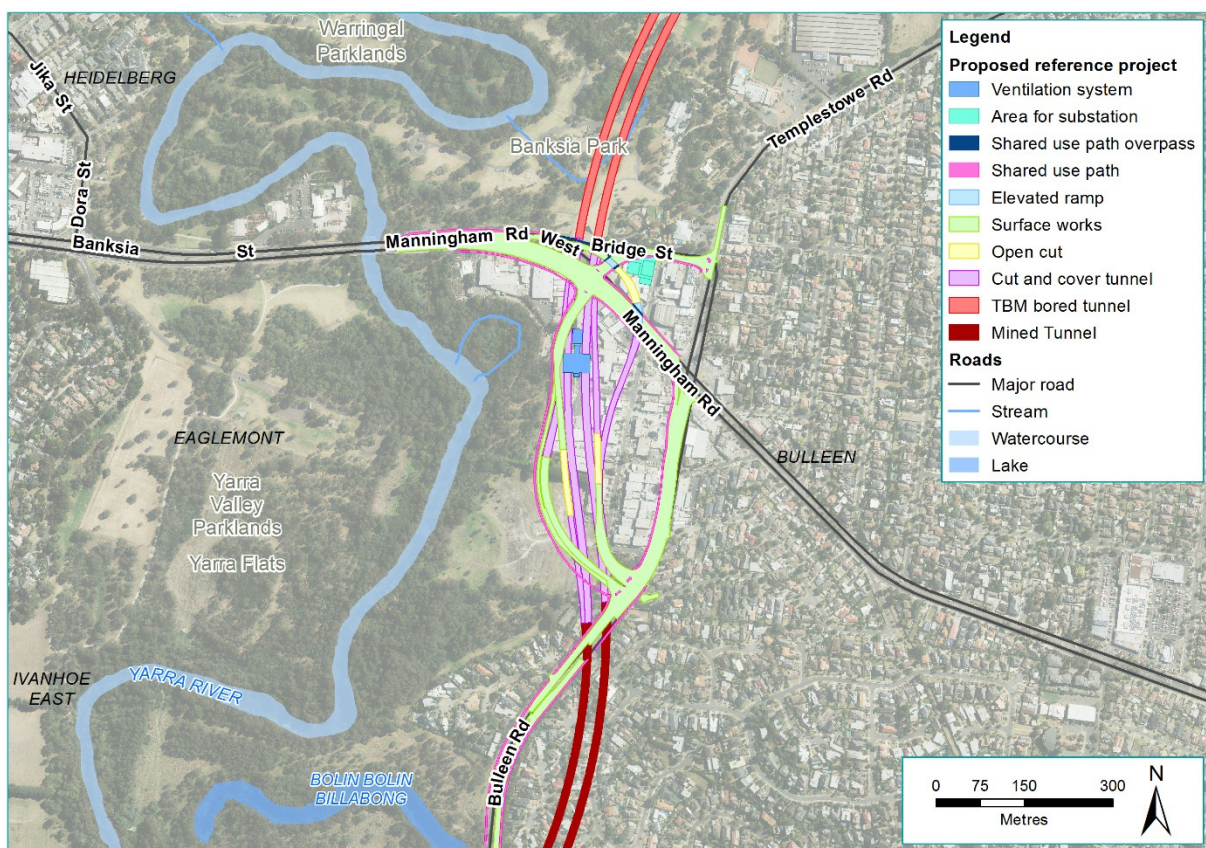 Warringal
Parklands
HEIDELBERG
Jika St
Dora St
Banksia St
Banksia Park
Templestowe Rd
Manningham Rd West
Bridge St
Manningham Rd
EAGLEMONT
Yarra
Valley
Parklands
Yarra Flats
BULLEEN
IVANHOE
EAST
YARRA RIVER
BOLIN BOLIN
BILLABONG
Bulleen Rd
Legend
Proposed reference project
Ventilation system
Area for substation
Shared use path overpass
Shared use path
Elevated ramp
Surface works
Open cut
Cut and cover tunnel
TBM bored tunnel
Mined Tunnel
Roads
Major road
Stream
Watercourse
Lake
0 75 150 300
Metres
N